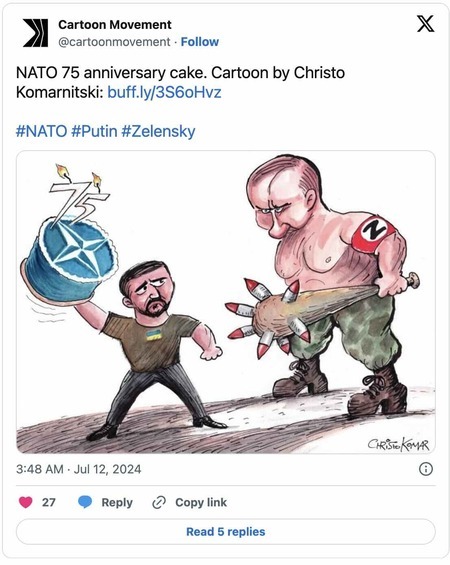 Cartoon Movement
@cartoonmovement · Follow
NATO 75 anniversary cake. Cartoon by Christo
Komarnitski: buff.ly/3S6oHvz
#NATO #Putin #Zelensky
75
N
CHRISTO KOMAR
3:48 AM · Jul 12, 2024
27 Reply Copy link
Read 5 replies